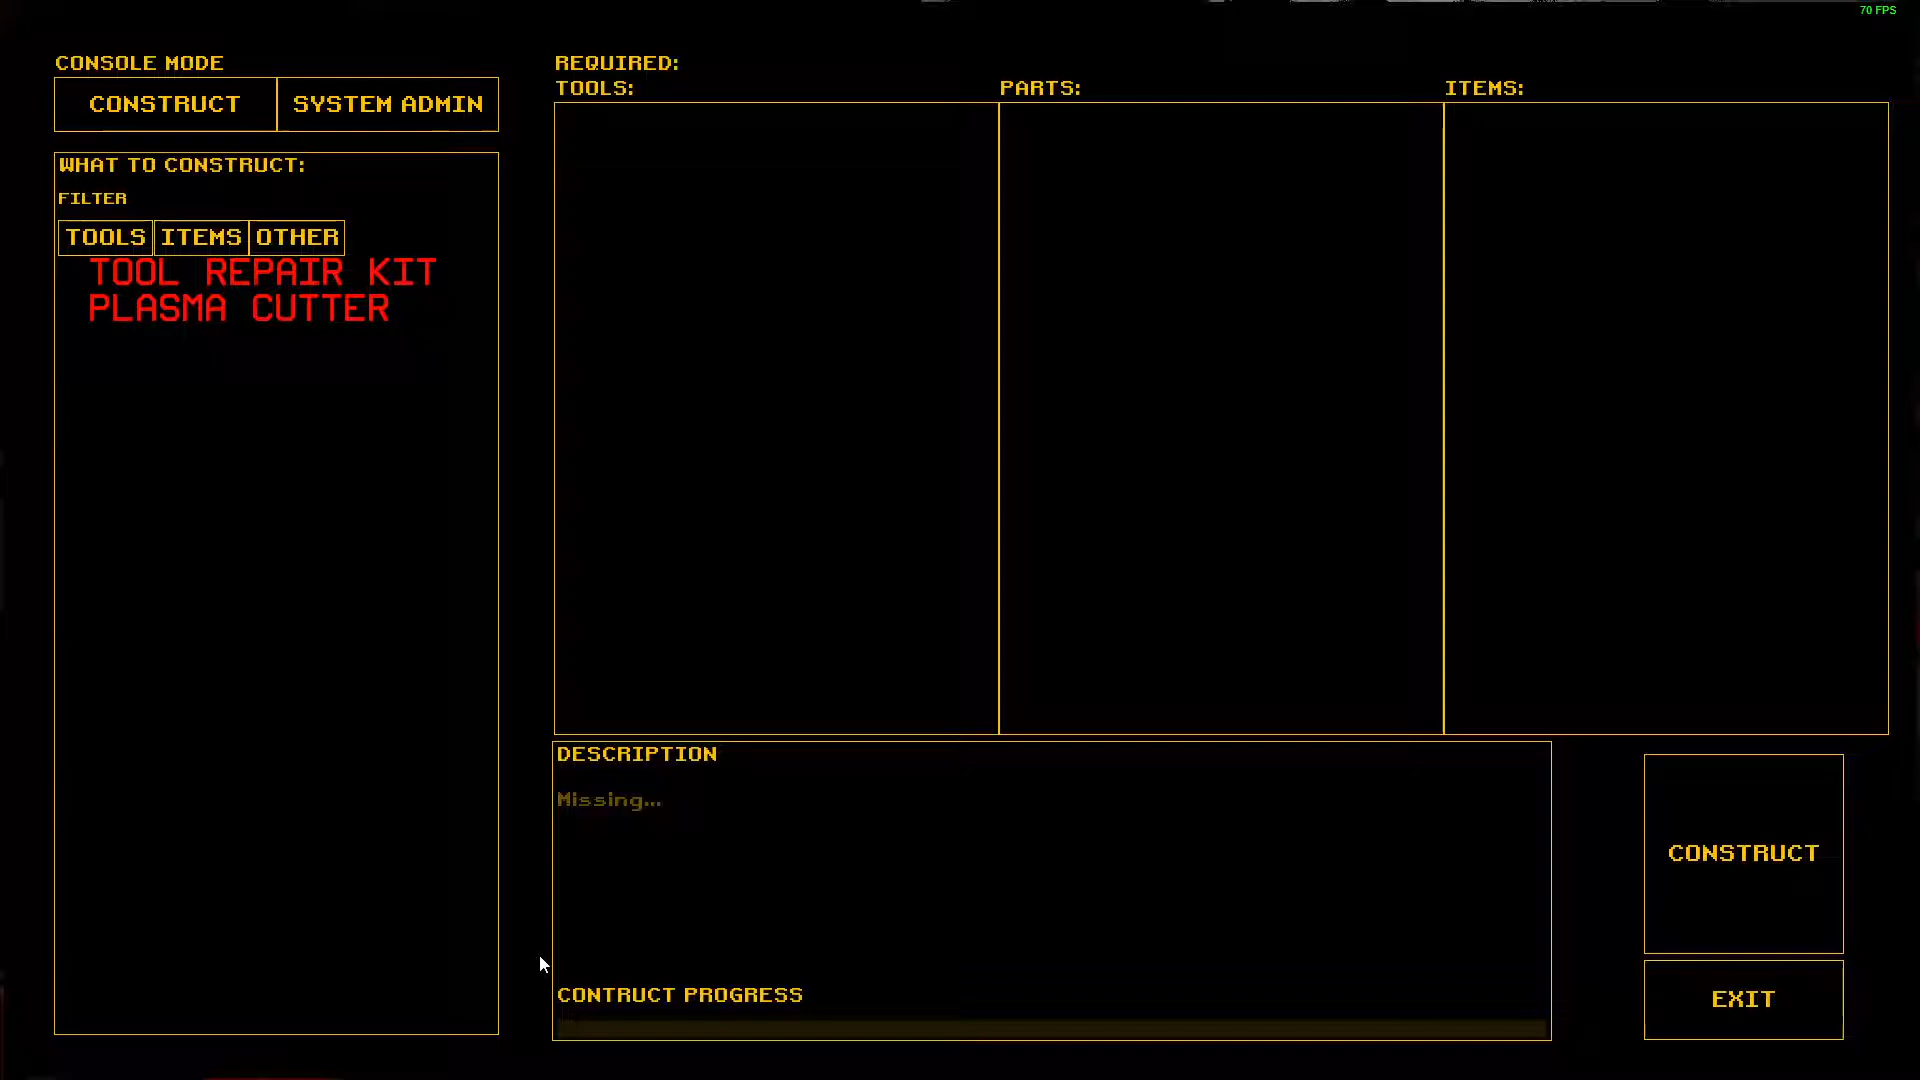 70 FPS
CONSOLE MODE
CONSTRUCT SYSTEM ADMIN
WHAT TO CONSTRUCT:
FILTER
TOOLS ITEMS OTHER
TOOL REPAIR KIT
PLASMA CUTTER
REQUIRED:
TOOLS: PARTS: ITEMS:
DESCRIPTION
Missing...
CONTRUCT PROGRESS
CONSTRUCT
EXIT